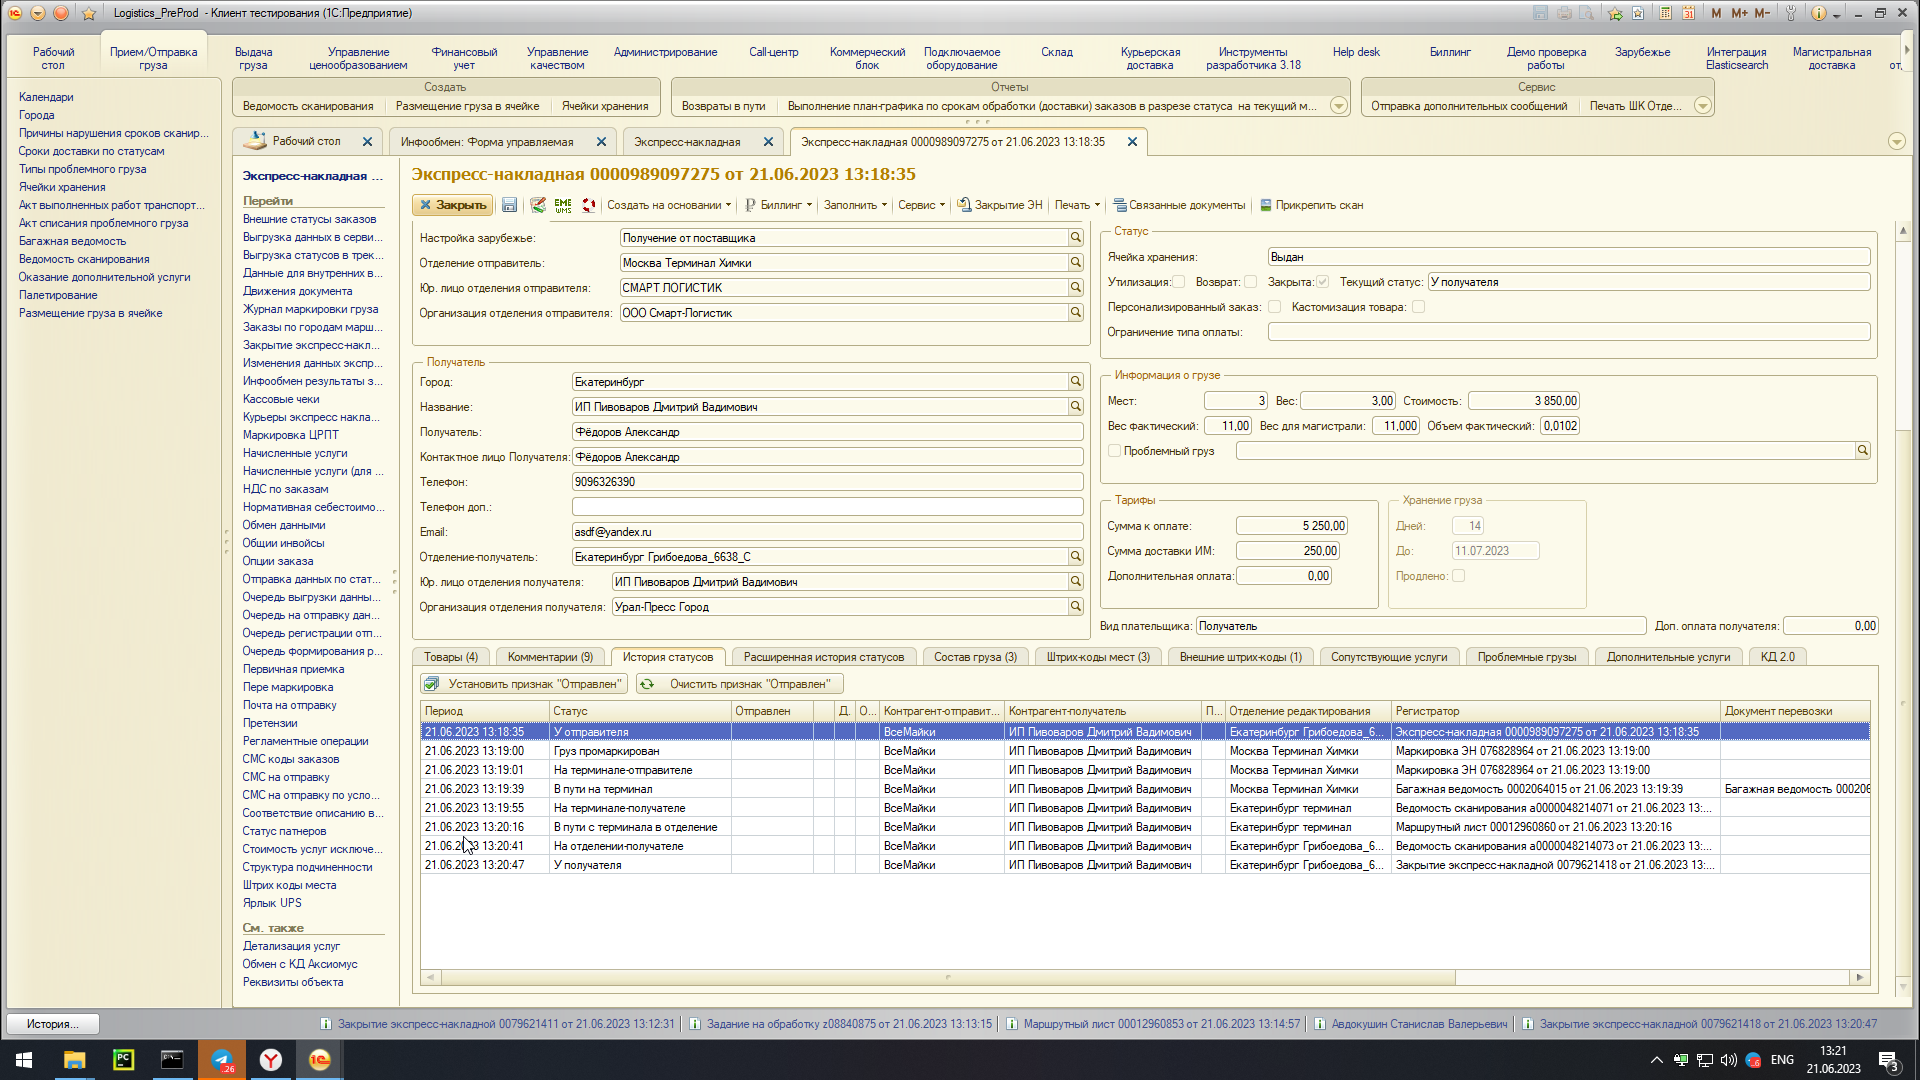 Logistics_PreProd - Клиент тестирования (1С:Предприятие)
M M+ M-
Рабочий стол
Прием/Отправка груза
Выдача груза
Управление ценообразованием
Финансовый учет
Управление качеством
Администрирование
Call-центр
Коммерческий блок
Подключаемое оборудование
Склад
Курьерская доставка
Инструменты разработчика 3.18
Help desk
Биллинг
Демо проверка работы
Зарубежье
Интеграция Elasticsearch
Магистральная доставка
Создать
Ведомость сканирования
Размещение груза в ячейке
Ячейки хранения
Отчеты
Возвраты в пути
Выполнение план-графика по срокам обработки (доставки) заказов в разрезе статуса на текущий м...
Сервис
Отправка дополнительных сообщений
Печать ШК Отде...
Календари
Города
Причины нарушения сроков сканир...
Сроки доставки по статусам
Типы проблемного груза
Ячейки хранения
Акт выполненных работ транспорт...
Акт списания проблемного груза
Багажная ведомость
Ведомость сканирования
Оказание дополнительной услуги
Палетирование
Размещение груза в ячейке
Рабочий стол
Инфообмен: Форма управляемая
Экспресс-накладная
Экспресс-накладная 0000989097275 от 21.06.2023 13:18:35
Экспресс-накладная ...
Перейти
Внешние статусы заказов
Выгрузка данных в серви...
Выгрузка статусов в трек...
Данные для внутренних в...
Движения документа
Журнал маркировки груза
Заказы по городам марш...
Закрытие экспресс-накл...
Изменения данных экспр...
Инфообмен результаты з...
Кассовые чеки
Курьеры экспресс накла...
Маркировка ЦРПТ
Начисленные услуги
Начисленные услуги (для ...
НДС по заказам
Нормативная себестоимо...
Обмен данными
Общии инвойсы
Опции заказа
Отправка данных по стат...
Очередь выгрузки данны...
Очередь на отправку дан...
Очередь регистрации отп...
Очередь формирования р...
Первичная приемка
Пере маркировка
Почта на отправку
Претензии
Регламентные операции
СМС коды заказов
СМС на отправку
СМС на отправку по усло...
Соответствие описанию в...
Статус патнеров
Стоимость услуг исключе...
Структура подчиненности
Штрих коды места
Ярлык UPS
См. также
Детализация услуг
Обмен с КД Аксиомус
Реквизиты объекта
Экспресс-накладная 0000989097275 от 21.06.2023 13:18:35
Закрыть
EME WMS
Создать на основании
Биллинг
Заполнить
Сервис
Закрытие ЭН
Печать
Связанные документы
Прикрепить скан
Настройка зарубежье: Получение от поставщика
Отделение отправитель: Москва Терминал Химки
Юр. лицо отделения отправителя: СМАРТ ЛОГИСТИК
Организация отделения отправителя: ООО Смарт-Логистик
Получатель
Город: Екатеринбург
Название: ИП Пивоваров Дмитрий Вадимович
Получатель: Фёдоров Александр
Контактное лицо Получателя: Фёдоров Александр
Телефон: 9096326390
Телефон доп.:
Email: asdf@yandex.ru
Отделение-получатель: Екатеринбург Грибоедова_6638_С
Юр. лицо отделения получателя: ИП Пивоваров Дмитрий Вадимович
Организация отделения получателя: Урал-Пресс Город
Статус
Ячейка хранения: Выдан
Утилизация: Возврат: Закрыта: Текущий статус: У получателя
Персонализированный заказ: Кастомизация товара:
Ограничение типа оплаты:
Информация о грузе
Мест: 3 Вес: 3,00 Стоимость: 3 850,00
Вес фактический: 11,00 Вес для магистрали: 11,000 Объем фактический: 0,0102
Проблемный груз
Тарифы
Сумма к оплате: 5 250,00
Сумма доставки ИМ: 250,00
Дополнительная оплата: 0,00
Хранение груза
Дней: 14
До: 11.07.2023
Продлено:
Вид плательщика: Получатель Доп. оплата получателя: 0,00
Товары (4)
Комментарии (9)
История статусов
Расширенная история статусов
Состав груза (3)
Штрих-коды мест (3)
Внешние штрих-коды (1)
Сопутствующие услуги
Проблемные грузы
Дополнительные услуги
КД 2.0
Установить признак "Отправлен"
Очистить признак "Отправлен"
Период Статус Отправлен Д. О... Контрагент-отправит... Контрагент-получатель П... Отделение редактирования Регистратор Документ перевозки
21.06.2023 13:18:35 У отправителя ВсеМайки ИП Пивоваров Дмитрий Вадимович Екатеринбург Грибоедова_6... Экспресс-накладная 0000989097275 от 21.06.2023 13:18:35
21.06.2023 13:19:00 Груз промаркирован ВсеМайки ИП Пивоваров Дмитрий Вадимович Москва Терминал Химки Маркировка ЭН 076828964 от 21.06.2023 13:19:00
21.06.2023 13:19:01 На терминале-отправителе ВсеМайки ИП Пивоваров Дмитрий Вадимович Москва Терминал Химки Маркировка ЭН 076828964 от 21.06.2023 13:19:00
21.06.2023 13:19:39 В пути на терминал ВсеМайки ИП Пивоваров Дмитрий Вадимович Москва Терминал Химки Багажная ведомость 0002064015 от 21.06.2023 13:19:39 Багажная ведомость 000206
21.06.2023 13:19:55 На терминале-получателе ВсеМайки ИП Пивоваров Дмитрий Вадимович Екатеринбург терминал Ведомость сканирования а0000048214071 от 21.06.2023 13:...
21.06.2023 13:20:16 В пути с терминала в отделение ВсеМайки ИП Пивоваров Дмитрий Вадимович Екатеринбург терминал Маршрутный лист 00012960860 от 21.06.2023 13:20:16
21.06.2023 13:20:41 На отделении-получателе ВсеМайки ИП Пивоваров Дмитрий Вадимович Екатеринбург Грибоедова_6... Ведомость сканирования а0000048214073 от 21.06.2023 13:...
21.06.2023 13:20:47 У получателя ВсеМайки ИП Пивоваров Дмитрий Вадимович Екатеринбург Грибоедова_6... Закрытие экспресс-накладной 0079621418 от 21.06.2023 13:...
История...
Закрытие экспресс-накладной 0079621411 от 21.06.2023 13:12:31
Задание на обработку z08840875 от 21.06.2023 13:13:15
Маршрутный лист 00012960853 от 21.06.2023 13:14:57
Авдокушин Станислав Валерьевич
Закрытие экспресс-накладной 0079621418 от 21.06.2023 13:20:47
PC
26
ENG
13:21
21.06.2023
3